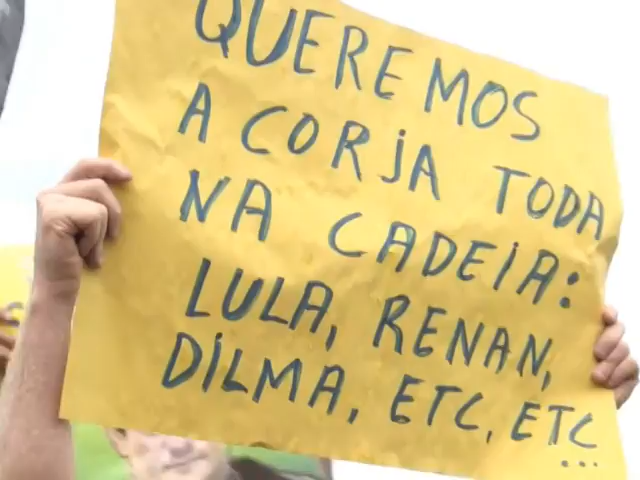 QUEREMOS
A CORJA TODA
NA CADEIA:
LULA, RENAN,
DILMA, ETC, ETC
...